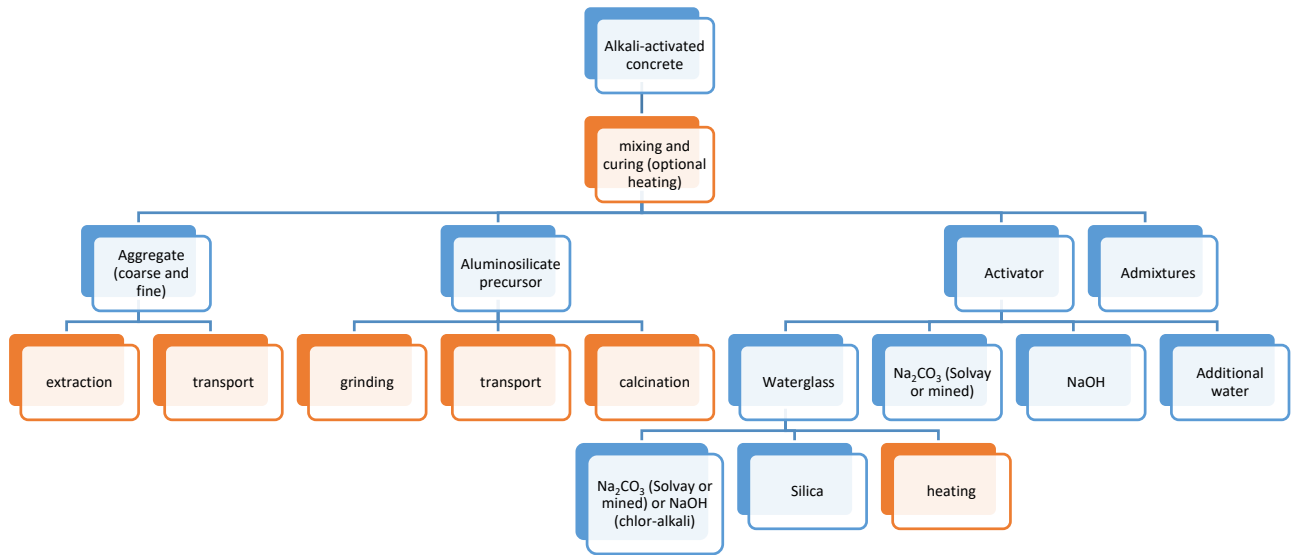 Alkali-activated
concrete
mixing and
curing (optional
heating)
Aggregate
(coarse and
fine)
Aluminosilicate
precursor
Activator
Admixtures
extraction
transport
grinding
transport
calcination
Waterglass
Na₂CO₃ (Solvay
or mined)
NaOH
Additional
water
Na₂CO₃ (Solvay or
mined) or NaOH
(chlor-alkali)
Silica
heating